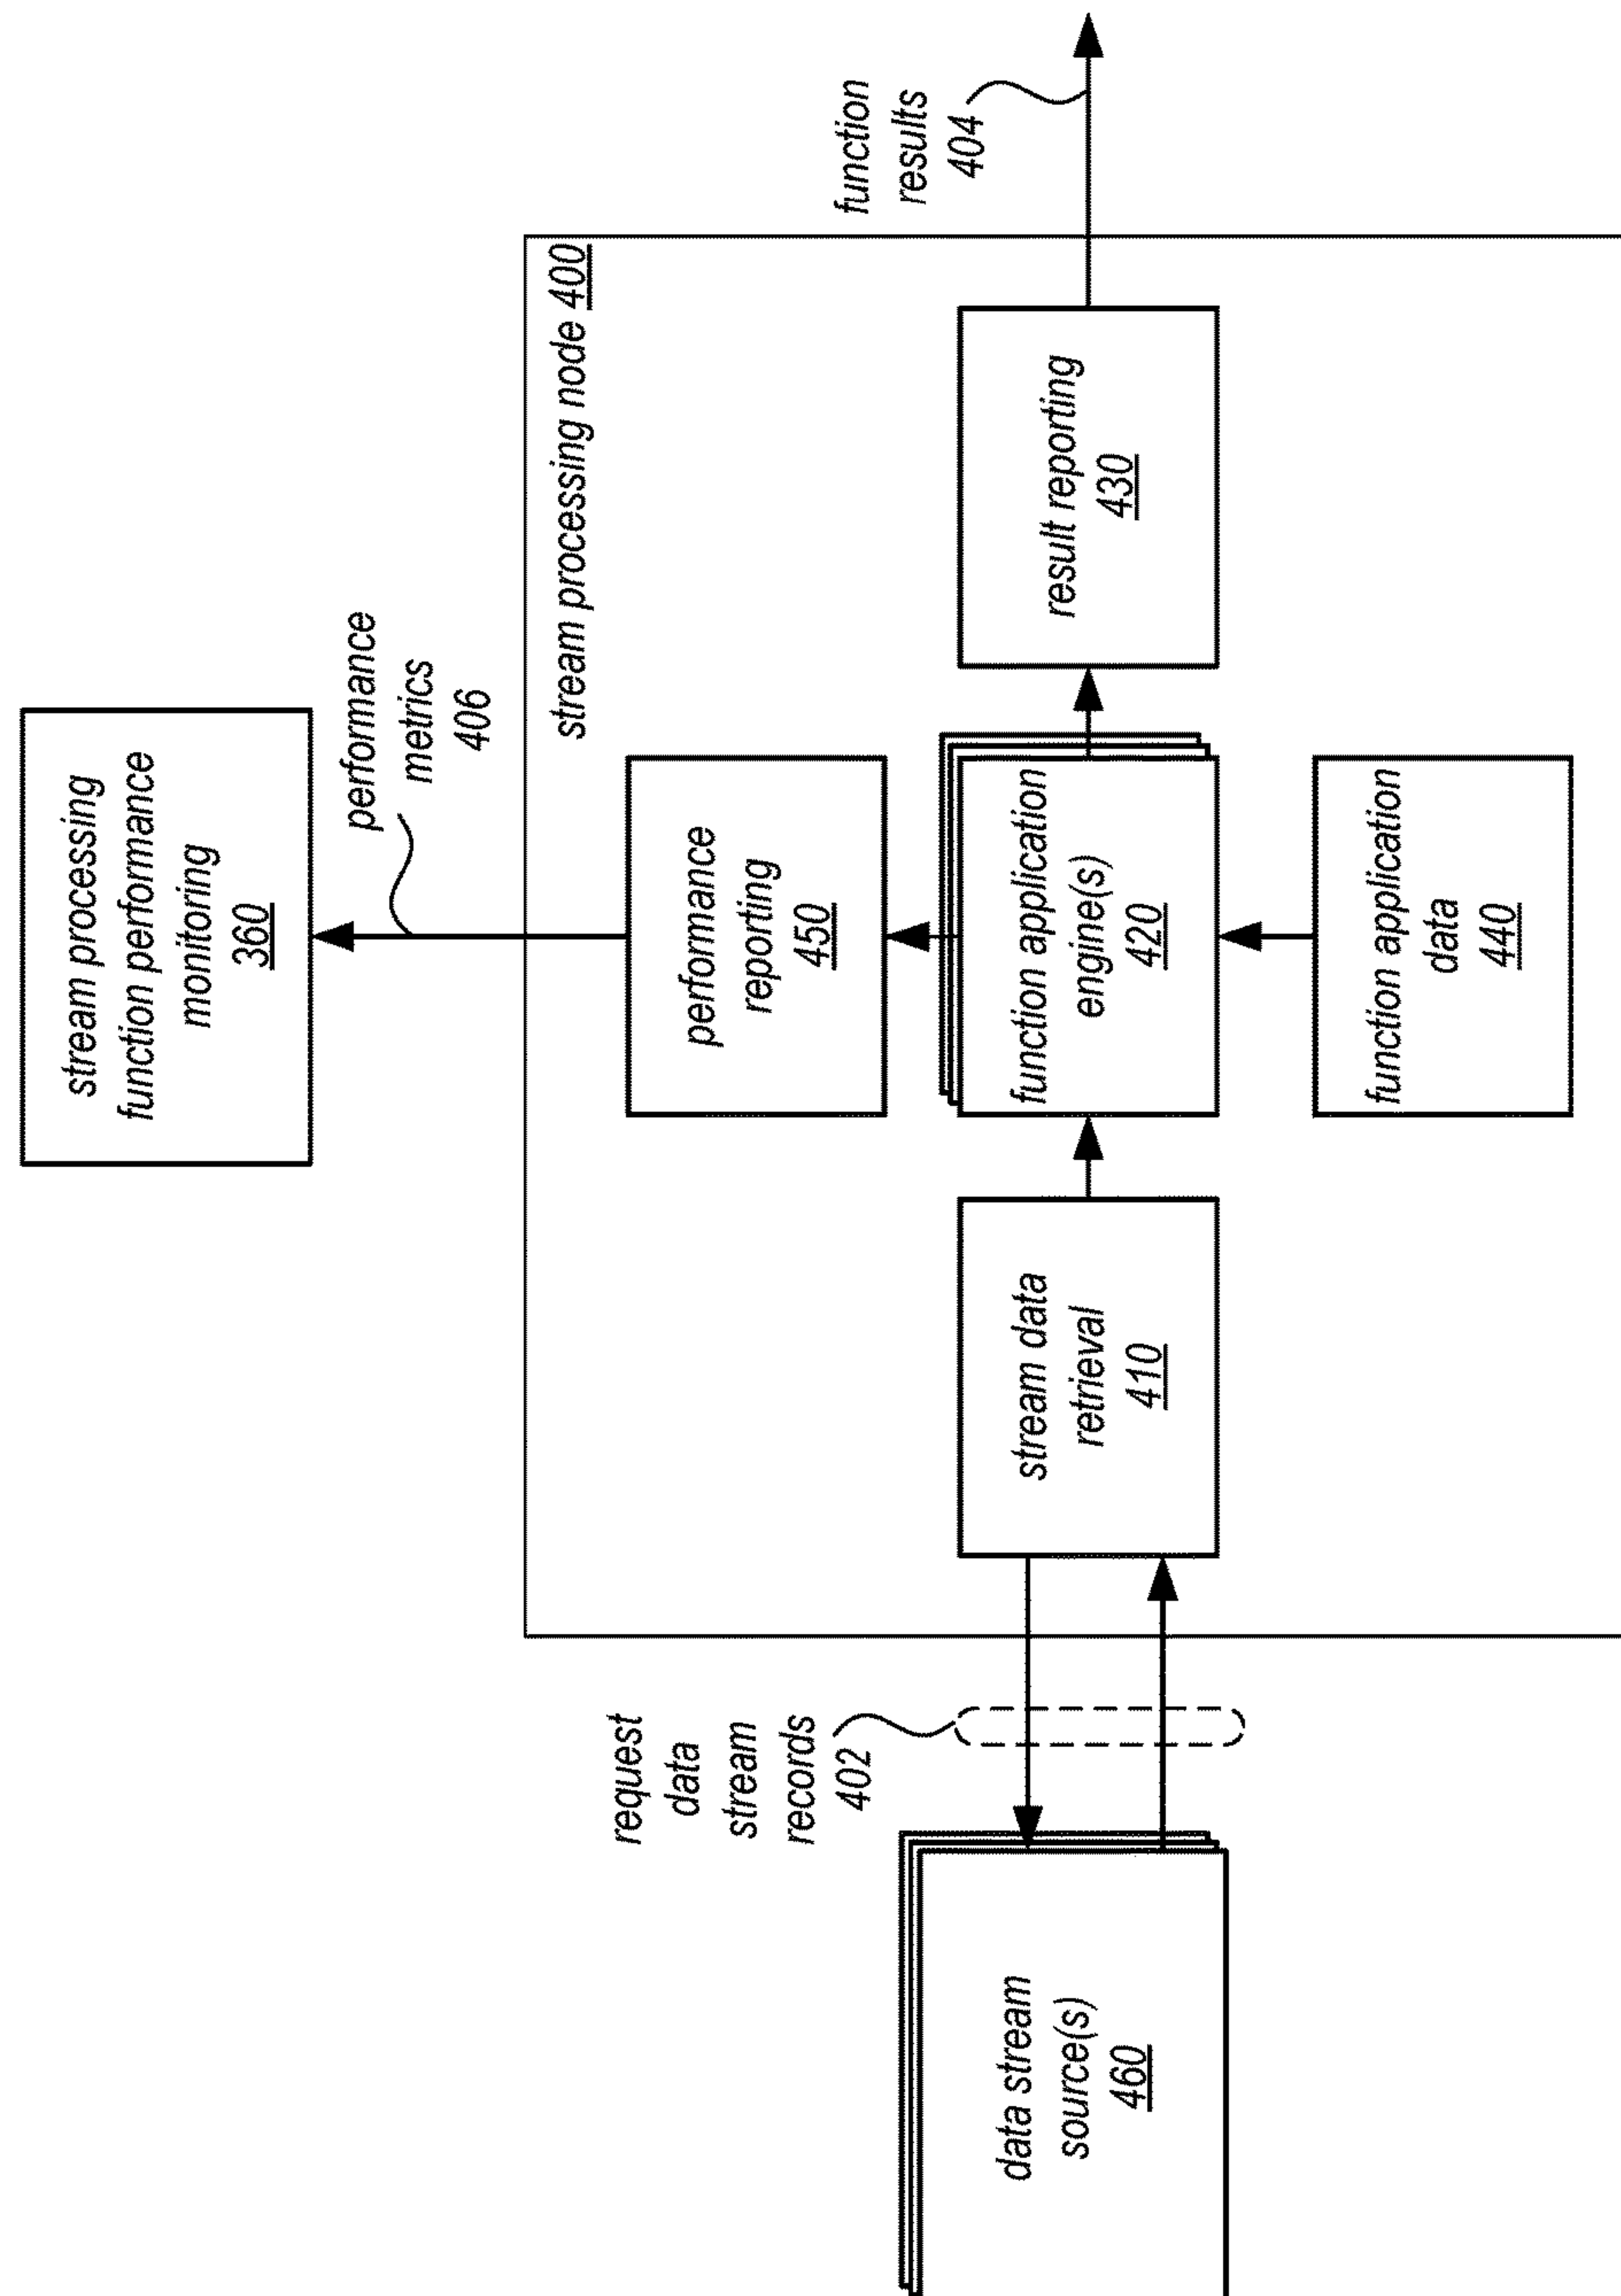 stream processing
function performance
monitoring
360
performance
metrics
406
stream processing node 400
performance
reporting
450
function
results
404
request
data
stream
records
402
data stream
source(s)
460
stream data
retrieval
410
function application
engine(s)
420
result reporting
430
function application
data
440